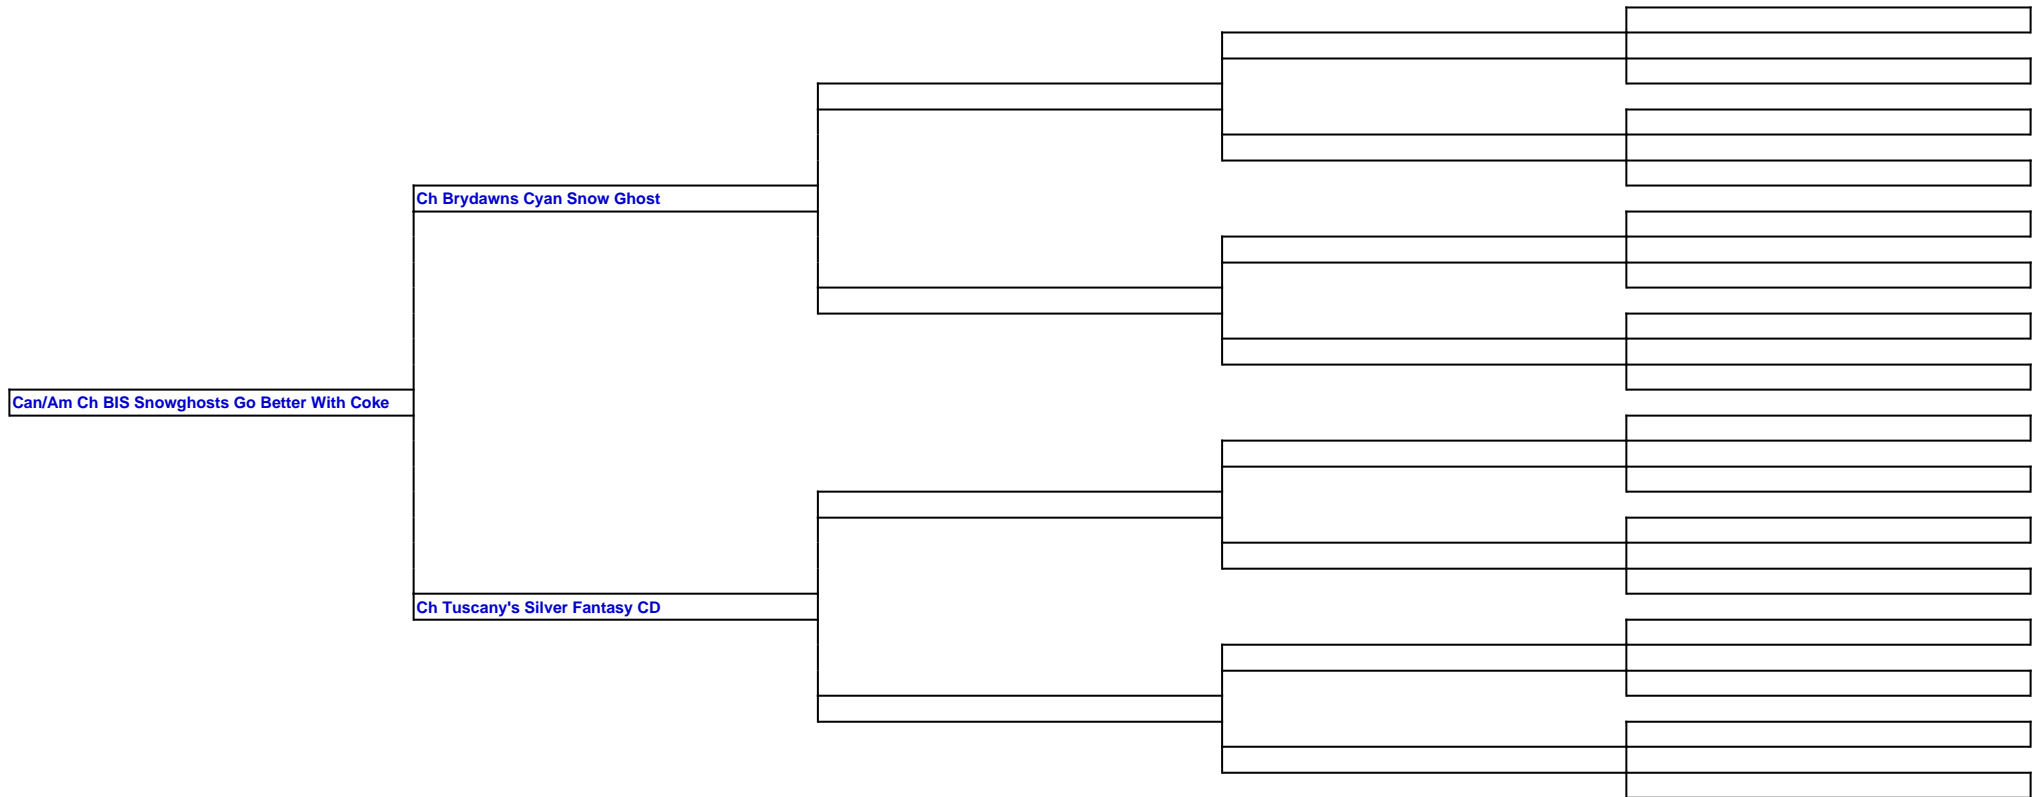 Ch Brydawns Cyan Snow Ghost
Can/Am Ch BIS Snowghosts Go Better With Coke
Ch Tuscany's Silver Fantasy CD